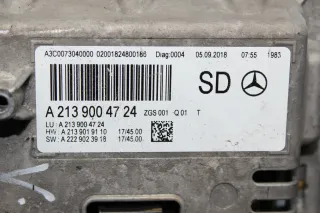 A3C0073040000 02001824800186 Diag:0004 05.09.2018 07:55 1983
SD
A 213 900 47 24 ZGS 001 Q 01 T
LU : A 213 900 47 24
HW : A 213 901 91 10 17/45.00
SW : A 222 902 39 18 17/45.00